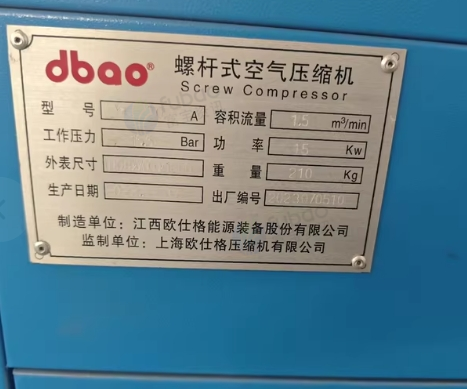 dbao® 螺杆式空气压缩机
Screw Compressor
型 号 A 容积流量 1.5 m³/min
工作压力 Bar 功 率 15 Kw
外表尺寸 重 量 210 Kg
生产日期 出厂编号
制造单位：江西欧仕格能源装备股份有限公司
监制单位：上海欧仕格压缩机有限公司